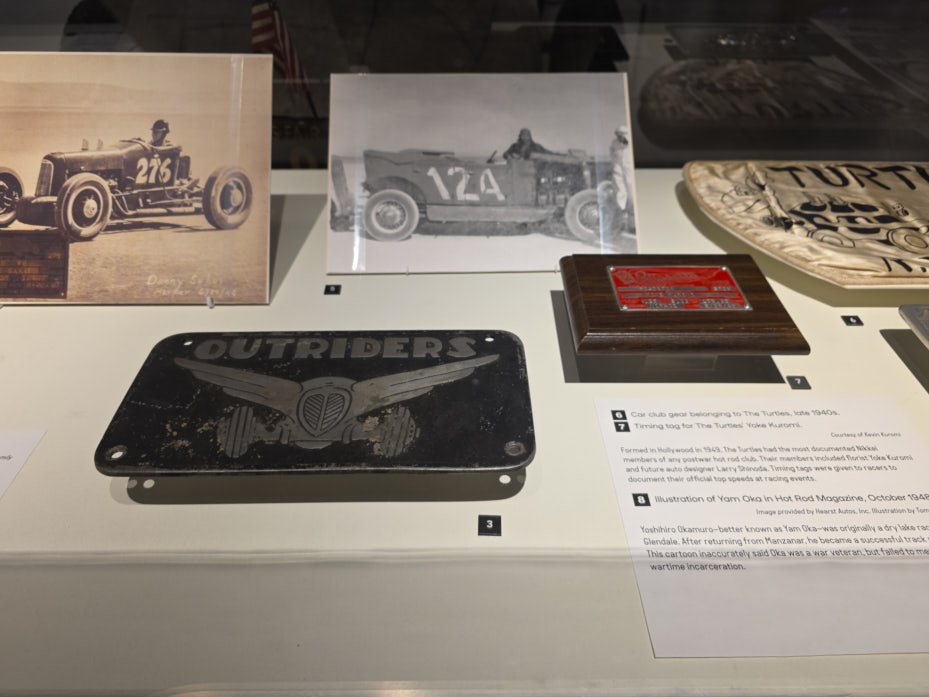 276
Danny S
12A
TURT
5
6
7
OUTRIDERS
3
6 Car club gear belonging to The Turtles, late 1940s.
7 Timing tag for The Turtles' Yoke Kuromi.
Courtesy of Kevin Kuromi
Formed in Hollywood in 1949, The Turtles had the most documented Nikkei
members of any postwar hot rod club. Their members included florist Yoke Kuromi
and future auto designer Larry Shinoda. Timing tags were given to racers to
document their official top speeds at racing events.
8 Illustration of Yam Oka in Hot Rod Magazine, October 1948
Image provided by Hearst Autos, Inc. Illustration by Tom
Yoshihiro Okamuro—better known as Yam Oka—was originally a dry lake rac
Glendale. After returning from Manzanar, he became a successful track
This cartoon inaccurately said Oka was a war veteran, but failed to me
wartime incarceration.